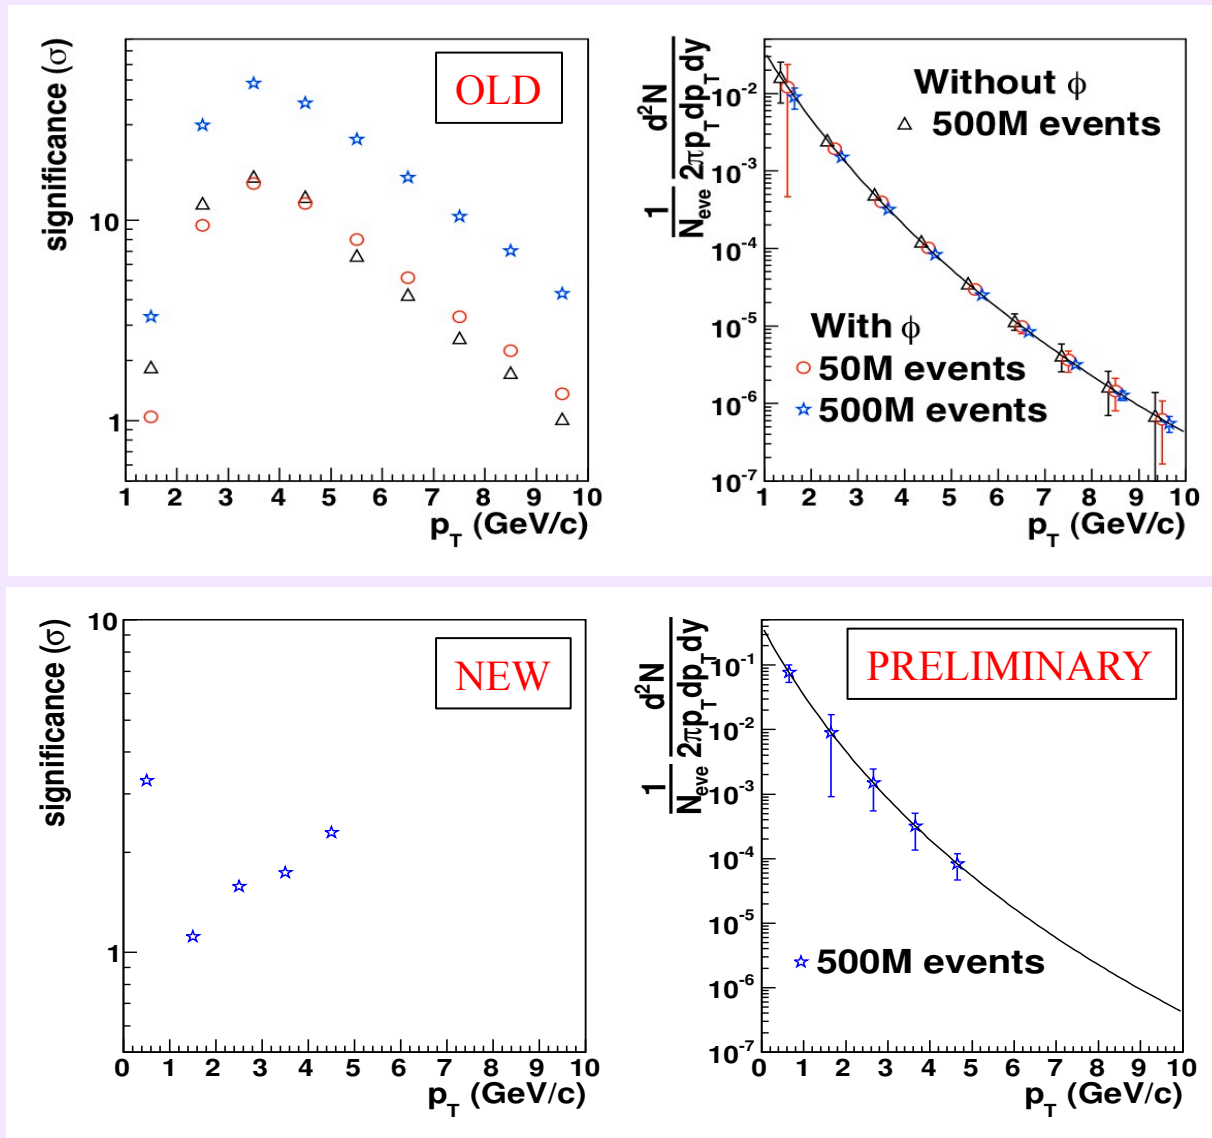 significance (σ)
OLD
10
1
1 2 3 4 5 6 7 8 9 10
p_T (GeV/c)
1/N_eve d²N/2πp_T dp_T dy
Without ϕ
500M events
With ϕ
50M events
500M events
10⁻²
10⁻³
10⁻⁴
10⁻⁵
10⁻⁶
10⁻⁷
1 2 3 4 5 6 7 8 9 10
p_T (GeV/c)
significance (σ)
NEW
10
1
0 1 2 3 4 5 6 7 8 9 10
p_T (GeV/c)
1/N_eve d²N/2πp_T dp_T dy
PRELIMINARY
10⁻¹
10⁻²
10⁻³
10⁻⁴
10⁻⁵
500M events
10⁻⁶
10⁻⁷
0 1 2 3 4 5 6 7 8 9 10
p_T (GeV/c)